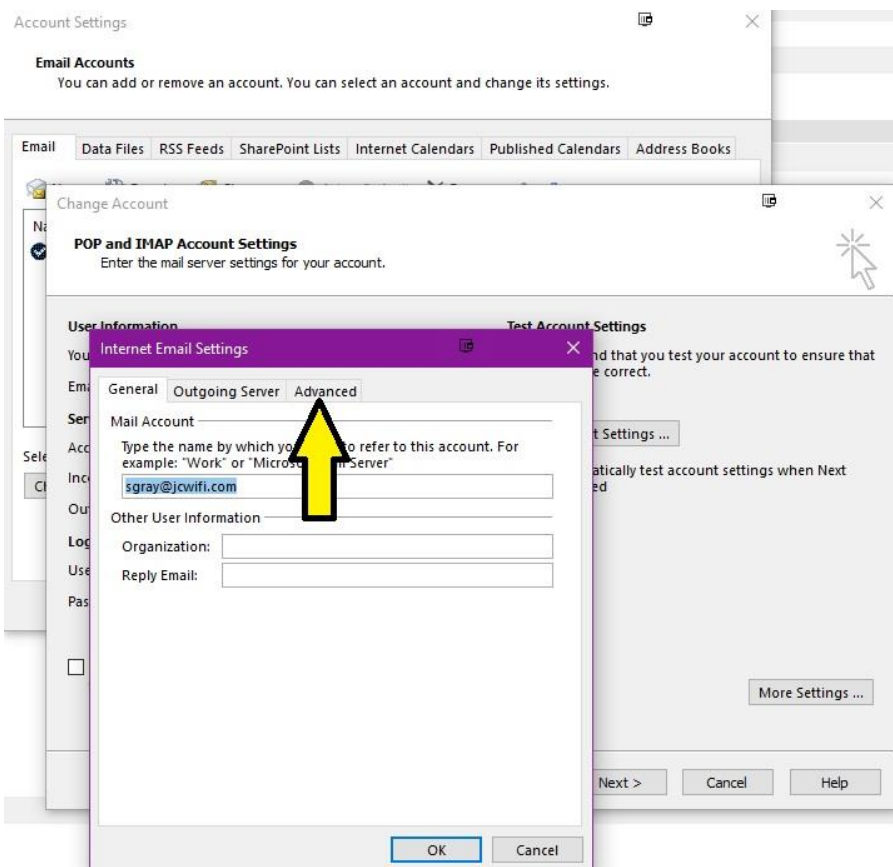 Account Settings
Email Accounts
You can add or remove an account. You can select an account and change its settings.
Email Data Files RSS Feeds SharePoint Lists Internet Calendars Published Calendars Address Books
Change Account
POP and IMAP Account Settings
Enter the mail server settings for your account.
User Information
Test Account Settings
Internet Email Settings
that you test your account to ensure that
correct.
General Outgoing Server Advanced
Mail Account
Type the name by which to refer to this account. For
example: "Work" or Server"
sgray@jcwifi.com
Settings ...
test account settings when Next
Other User Information
Organization:
Reply Email:
More Settings ...
Next > Cancel Help
OK Cancel